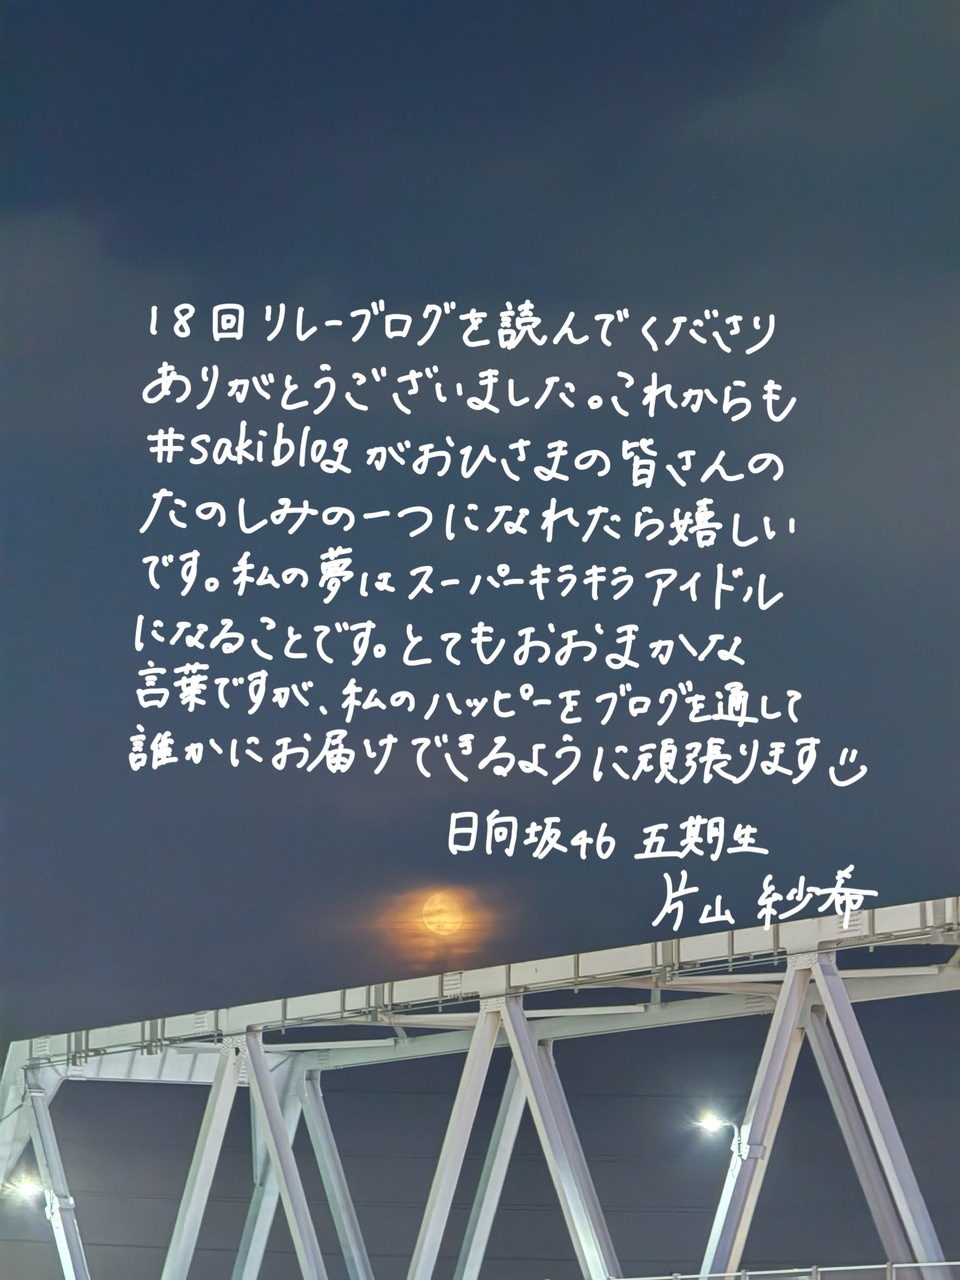 18回リレーブログを読んでくださり
ありがとうございました。これからも
#sakiblogがおひさまの皆さんの
たのしみの一つになれたら嬉しい
です。私の夢はスーパーキラキラアイドル
になることです。とてもおおまかな
言葉ですが、私のハッピーをブログを通して
誰かにお届けできるように頑張ります
日向坂46 五期生
片山 紗希